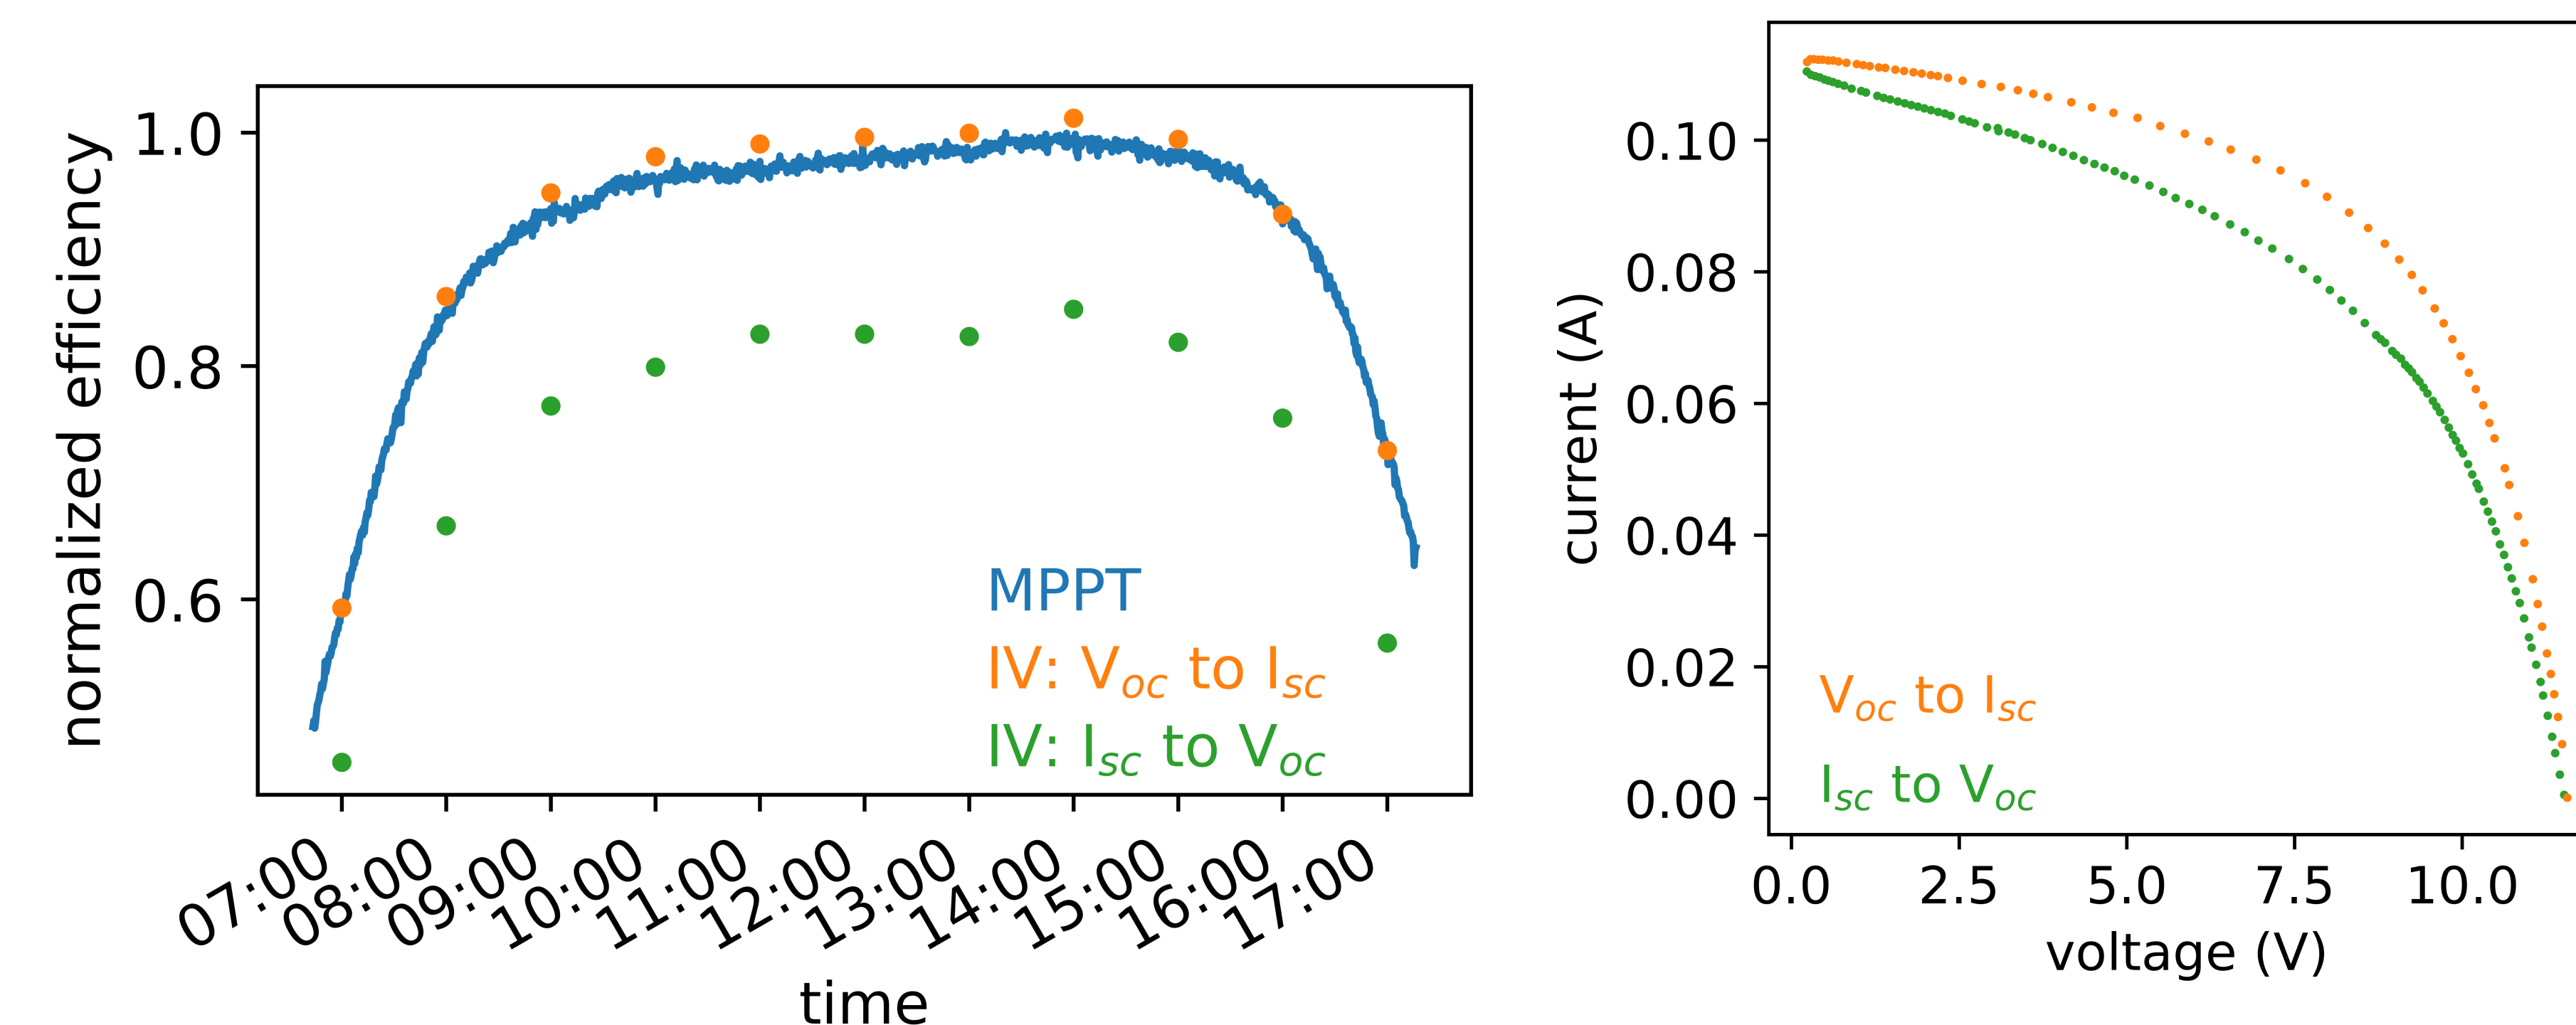 normalized efficiency
1.0
0.8
0.6
MPPT
IV: Voc to Isc
IV: Isc to Voc
07:00
08:00
09:00
10:00
11:00
12:00
13:00
14:00
15:00
16:00
17:00
time
current (A)
0.10
0.08
0.06
0.04
0.02
0.00
Voc to Isc
Isc to Voc
0.0
2.5
5.0
7.5
10.0
voltage (V)